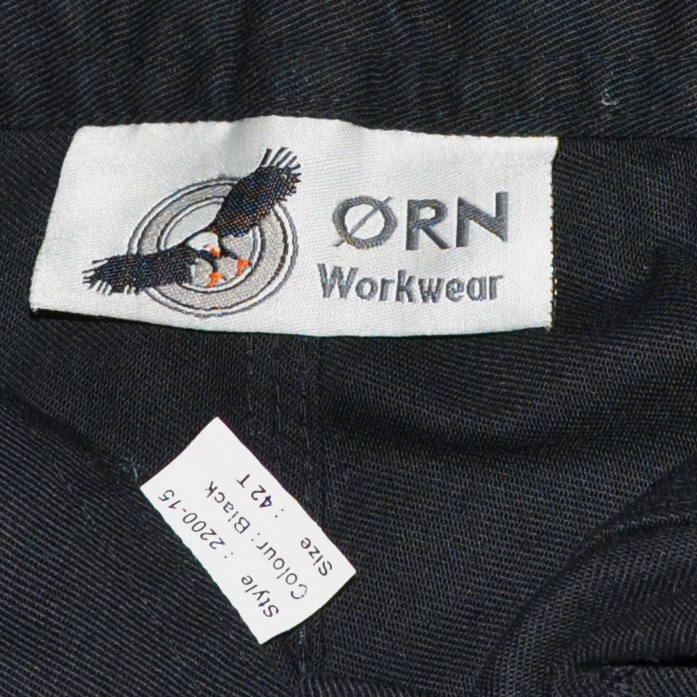 ØRN
Workwear
Style : 2200-15
Colour : Black
Size : 42 T